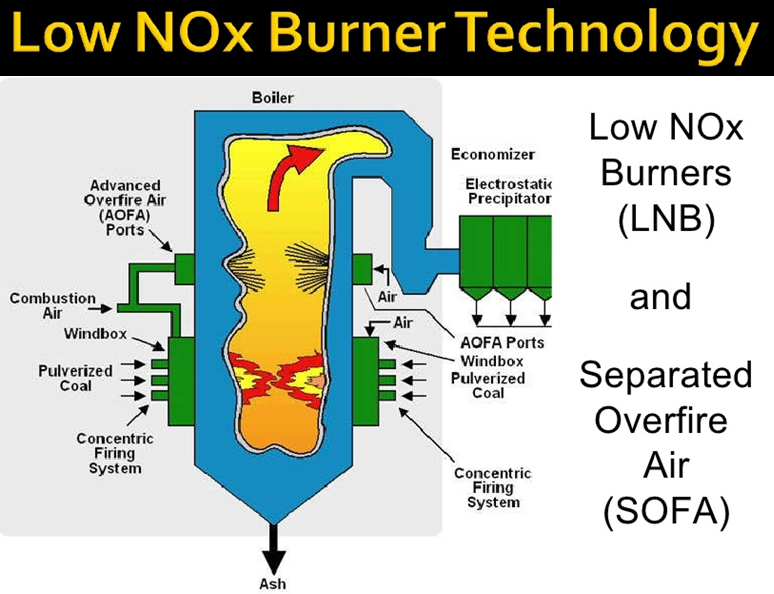 Low NOx Burner Technology
Boiler
Advanced
Overfire Air
(AOFA)
Ports
Combustion
Air
Windbox
Pulverized
Coal
Concentric
Firing
System
Ash
Economizer
Electrostatic
Precipitator
Air
Air
AOFA Ports
Windbox
Pulverized
Coal
Concentric
Firing
System
Low NOx
Burners
(LNB)
and
Separated
Overfire
Air
(SOFA)